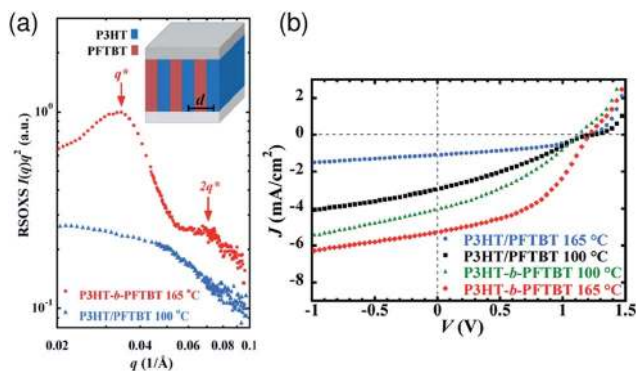 (a)
P3HT
PFTBT
d
q*
2q*
10⁰
10⁻¹
RSOXS I(q)q² (a.u.)
P3HT-b-PFTBT 165 °C
P3HT/PFTBT 100 °C
0.02
0.04
0.06
0.08
0.1
q (1/Å)
(b)
2
0
-2
-4
-6
-8
J (mA/cm²)
P3HT/PFTBT 165 °C
P3HT/PFTBT 100 °C
P3HT-b-PFTBT 100 °C
P3HT-b-PFTBT 165 °C
-1
-0.5
0
0.5
1
1.5
V (V)